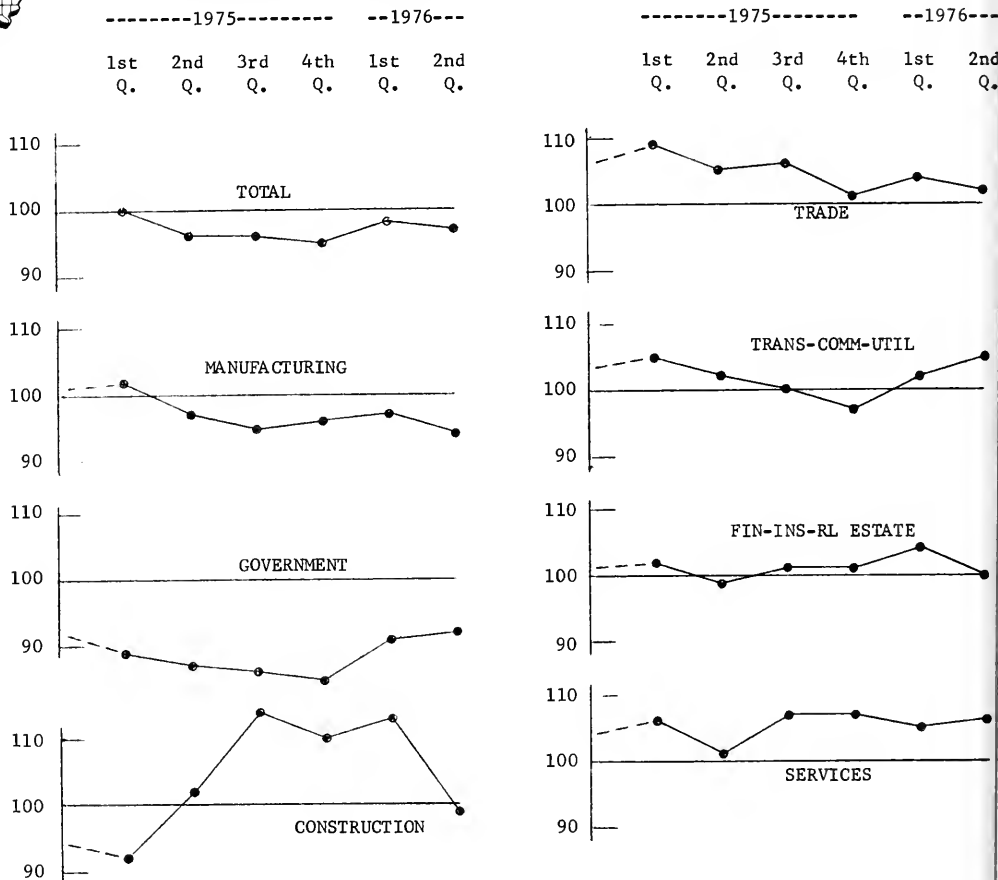 --------1975-------- --1976---
1st 2nd 3rd 4th 1st 2nd
Q. Q. Q. Q. Q. Q.
110
TOTAL
100
90
110
MANUFACTURING
100
90
110
GOVERNMENT
100
90
110
100
CONSTRUCTION
90
--------1975-------- --1976---
1st 2nd 3rd 4th 1st 2nd
Q. Q. Q. Q. Q. Q.
110
100
TRADE
90
110
TRANS-COMM-UTIL
100
90
110
FIN-INS-RL ESTATE
100
90
110
100
SERVICES
90